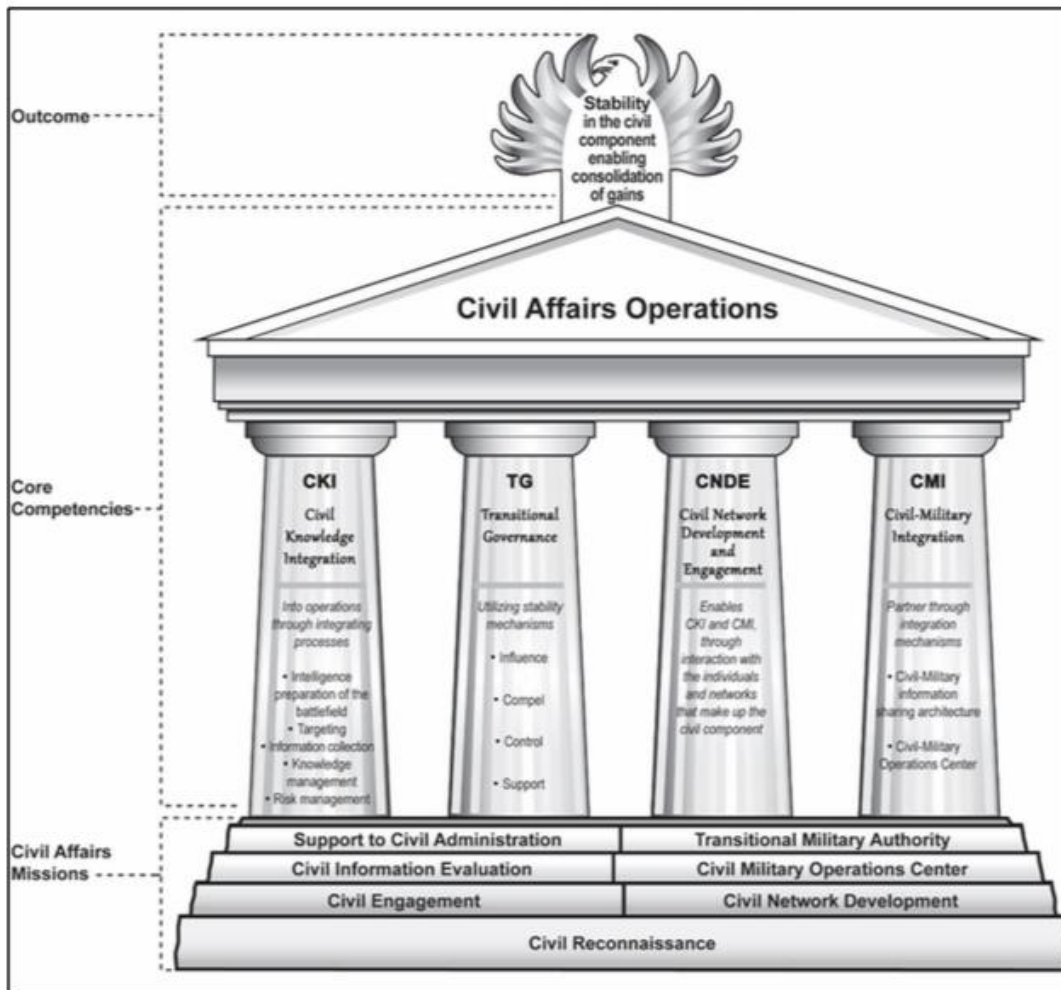 Outcome
Stability
in the civil
component
enabling
consolidation
of gains
Civil Affairs Operations
Core
Competencies
CKI
Civil
Knowledge
Integration
Into operations
through integrating
processes
• Intelligence
preparation of the
battlefield
• Targeting
• Information collection
• Knowledge
management
• Risk management
TG
Transitional
Governance
Utilizing stability
mechanisms
• Influence
• Compel
• Control
• Support
CNDE
Civil Network
Development
and
Engagement
Enables
CKI and CMI,
through
interaction with
the individuals
and networks
that make up the
civil component
CMI
Civil-Military
Integration
Partner through
integration
mechanisms
• Civil-Military
information
sharing architecture
• Civil-Military
Operations Center
Civil Affairs
Missions
Support to Civil Administration
Transitional Military Authority
Civil Information Evaluation
Civil Military Operations Center
Civil Engagement
Civil Network Development
Civil Reconnaissance